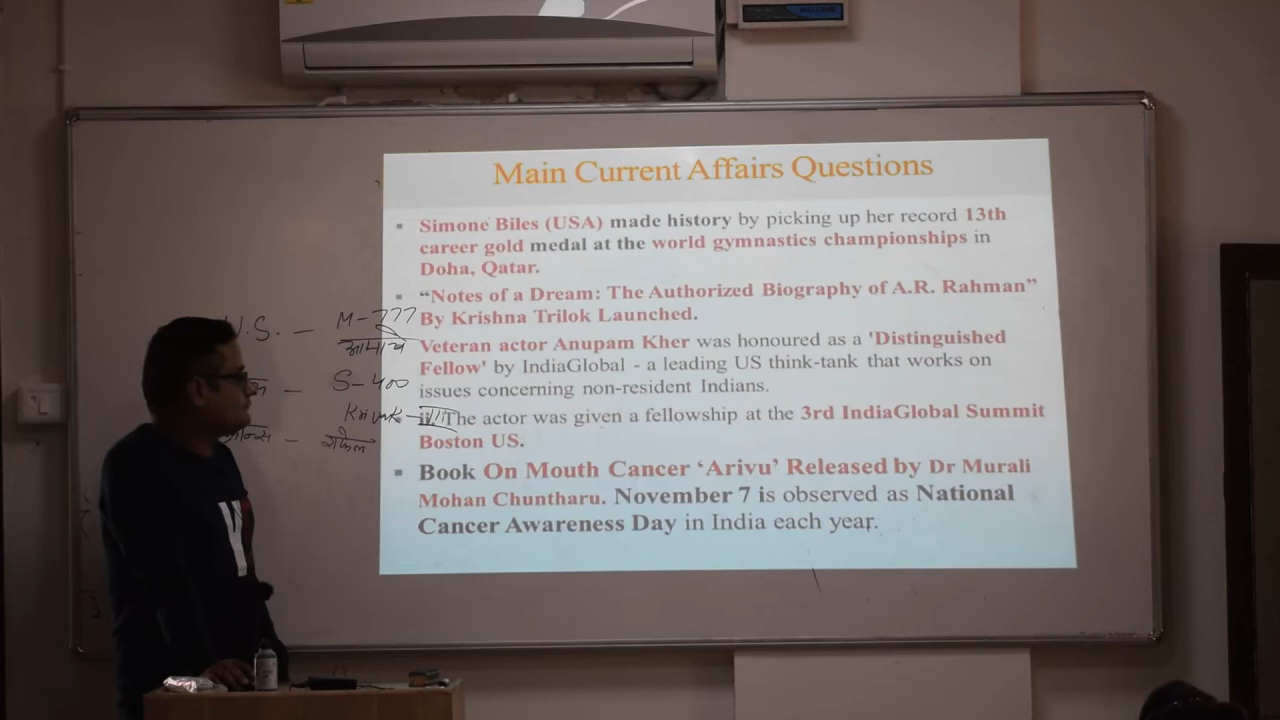 Main Current Affairs Questions
▪ Simone Biles (USA) made history by picking up her record 13th
career gold medal at the world gymnastics championships in
Doha, Qatar.
▪ “Notes of a Dream: The Authorized Biography of A.R. Rahman”
By Krishna Trilok Launched.
Veteran actor Anupam Kher was honoured as a 'Distinguished
Fellow' by IndiaGlobal - a leading US think-tank that works on
issues concerning non-resident Indians.
The actor was given a fellowship at the 3rd IndiaGlobal Summit
Boston US.
▪ Book On Mouth Cancer ‘Arivu’ Released by Dr Murali
Mohan Chuntharu. November 7 is observed as National
Cancer Awareness Day in India each year.
U.S. — M-777
— S-400
Krivak